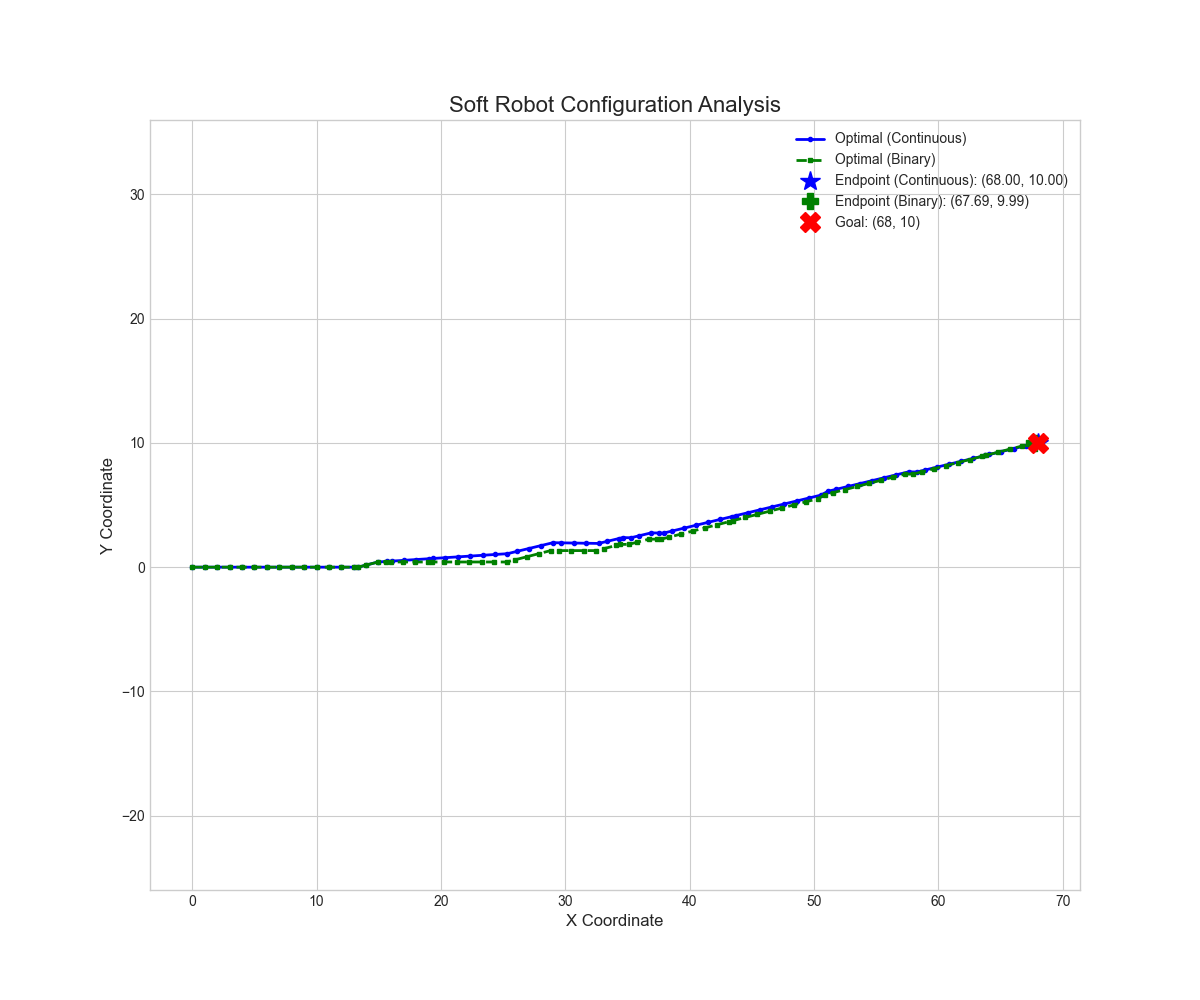 Soft Robot Configuration Analysis
Optimal (Continuous)
Optimal (Binary)
Endpoint (Continuous): (68.00, 10.00)
Endpoint (Binary): (67.69, 9.99)
Goal: (68, 10)
30
20
10
0
−10
−20
Y Coordinate
0 10 20 30 40 50 60 70
X Coordinate